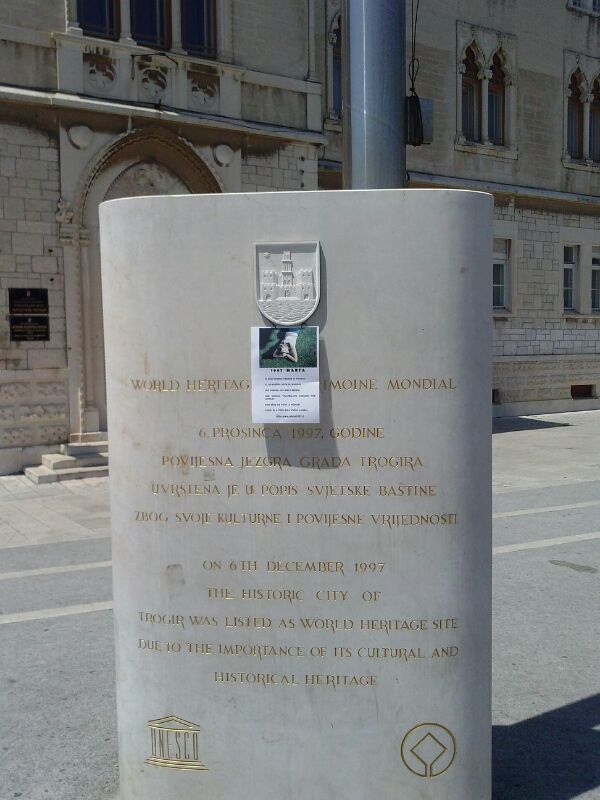 1997 MARTA
WORLD HERITAG IMOINE MONDIAL
6. PROSINCA 1997. GODINE
POVIJESNA JEZGRA GRADA TROGIRA
UVRŠTENA JE U POPIS SVJETSKE BAŠTINE
ZBOG SVOJE KULTURNE I POVIJESNE VRIJEDNOSTI
ON 6TH DECEMBER 1997
THE HISTORIC CITY OF
TROGIR WAS LISTED AS WORLD HERITAGE SITE
DUE TO THE IMPORTANCE OF ITS CULTURAL AND
HISTORICAL HERITAGE
UNESCO